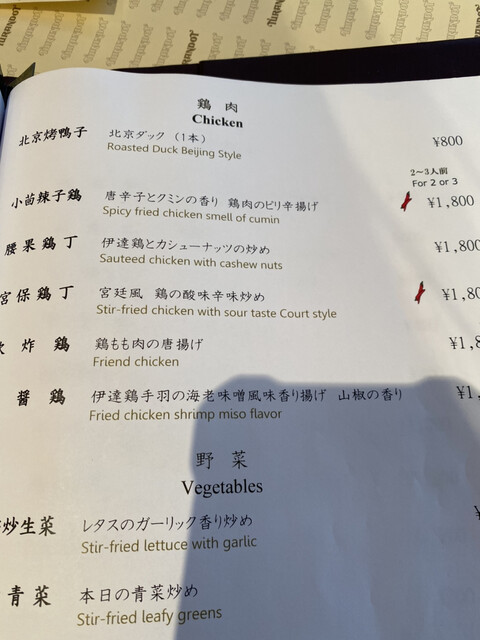 鶏 肉
Chicken
北京烤鴨子 北京ダック (1本) ¥800
Roasted Duck Beijing Style
2~3人前
For 2 or 3
小茴辣子鶏 唐辛子とクミンの香り 鶏肉のピリ辛揚げ ¥1,800
Spicy fried chicken smell of cumin
腰果鶏丁 伊達鶏とカシューナッツの炒め ¥1,800
Sauteed chicken with cashew nuts
宮保鶏丁 宮廷風 鶏の酸味辛味炒め ¥1,80
Stir-fried chicken with sour taste Court style
炸 鶏 鶏もも肉の唐揚げ ¥1,8
Friend chicken
醤 鶏 伊達鶏手羽の海老味噌風味香り揚げ 山椒の香り ¥1,
Fried chicken shrimp miso flavor
野 菜
Vegetables
炒生菜 レタスのガーリック香り炒め
Stir-fried lettuce with garlic
青菜 本日の青菜炒め
Stir-fried leafy greens